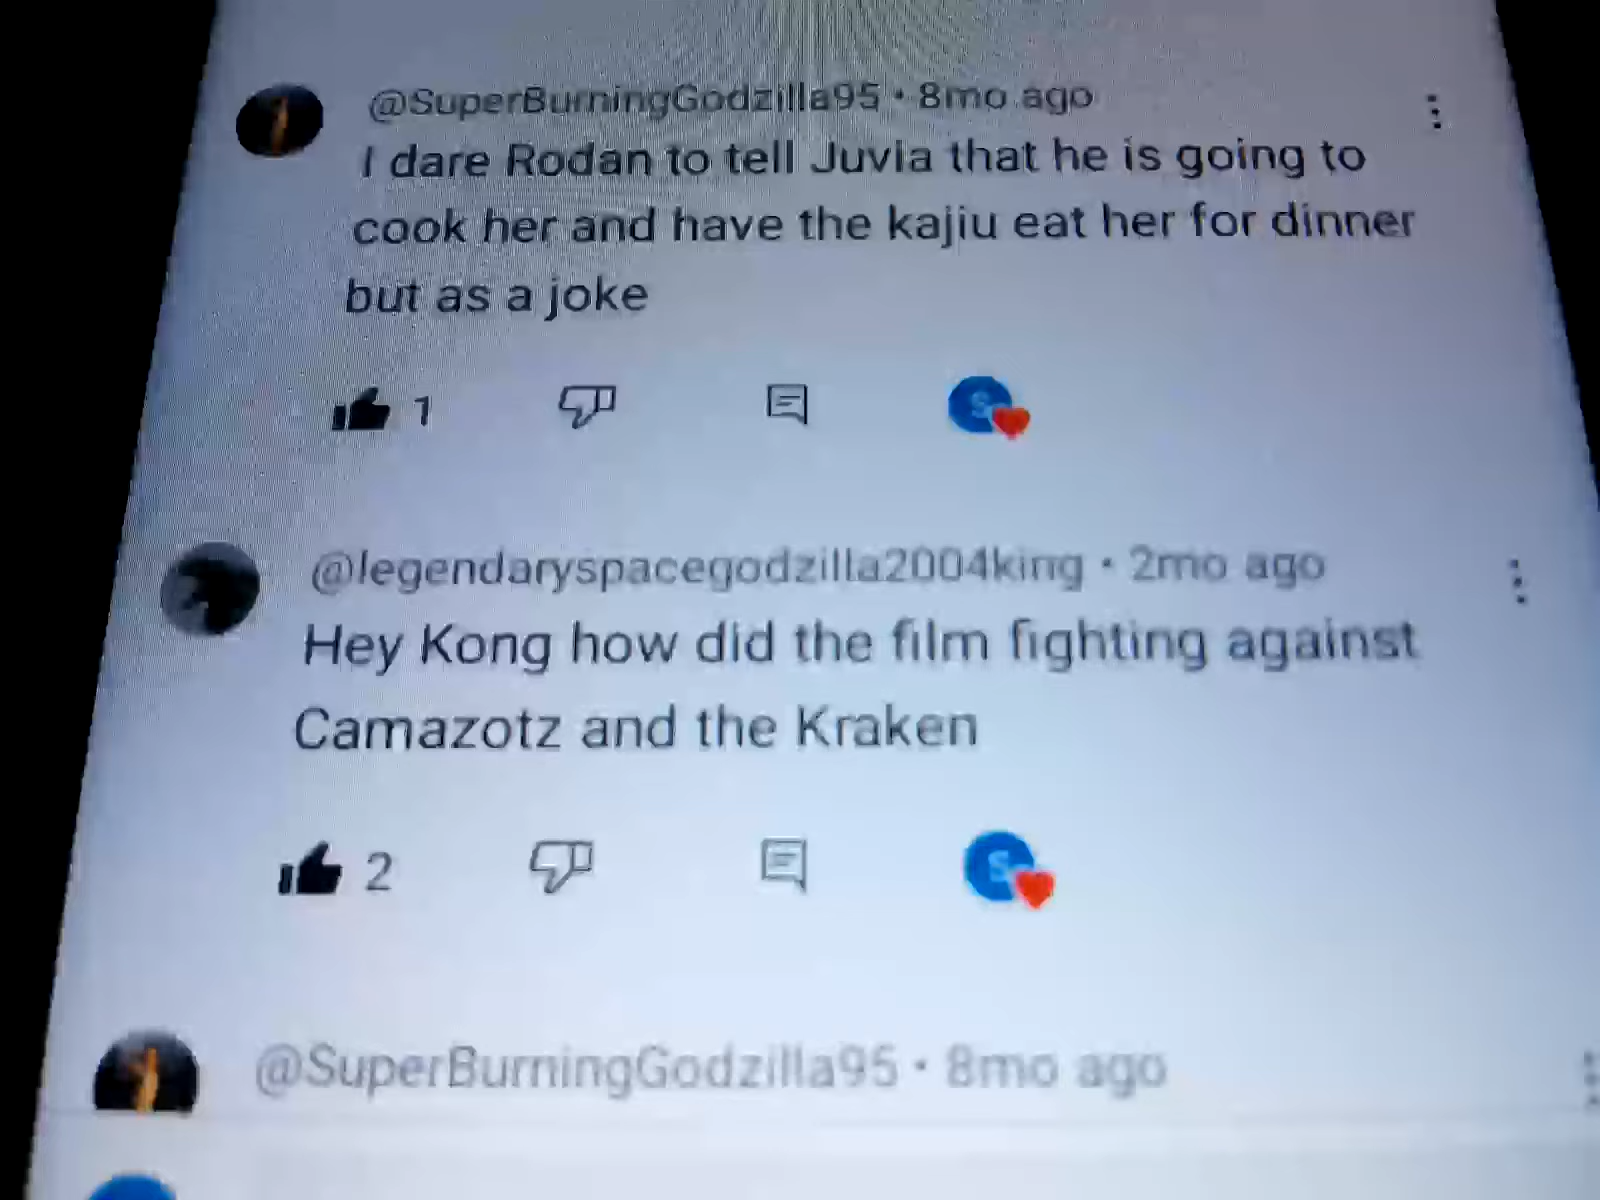 @SuperBurningGodzilla95 · 8mo ago
I dare Rodan to tell Juvia that he is going to
cook her and have the kajiu eat her for dinner
but as a joke
1
S
@legendaryspacegodzilla2004king · 2mo ago
Hey Kong how did the film fighting against
Camazotz and the Kraken
2
S
@SuperBurningGodzilla95 · 8mo ago